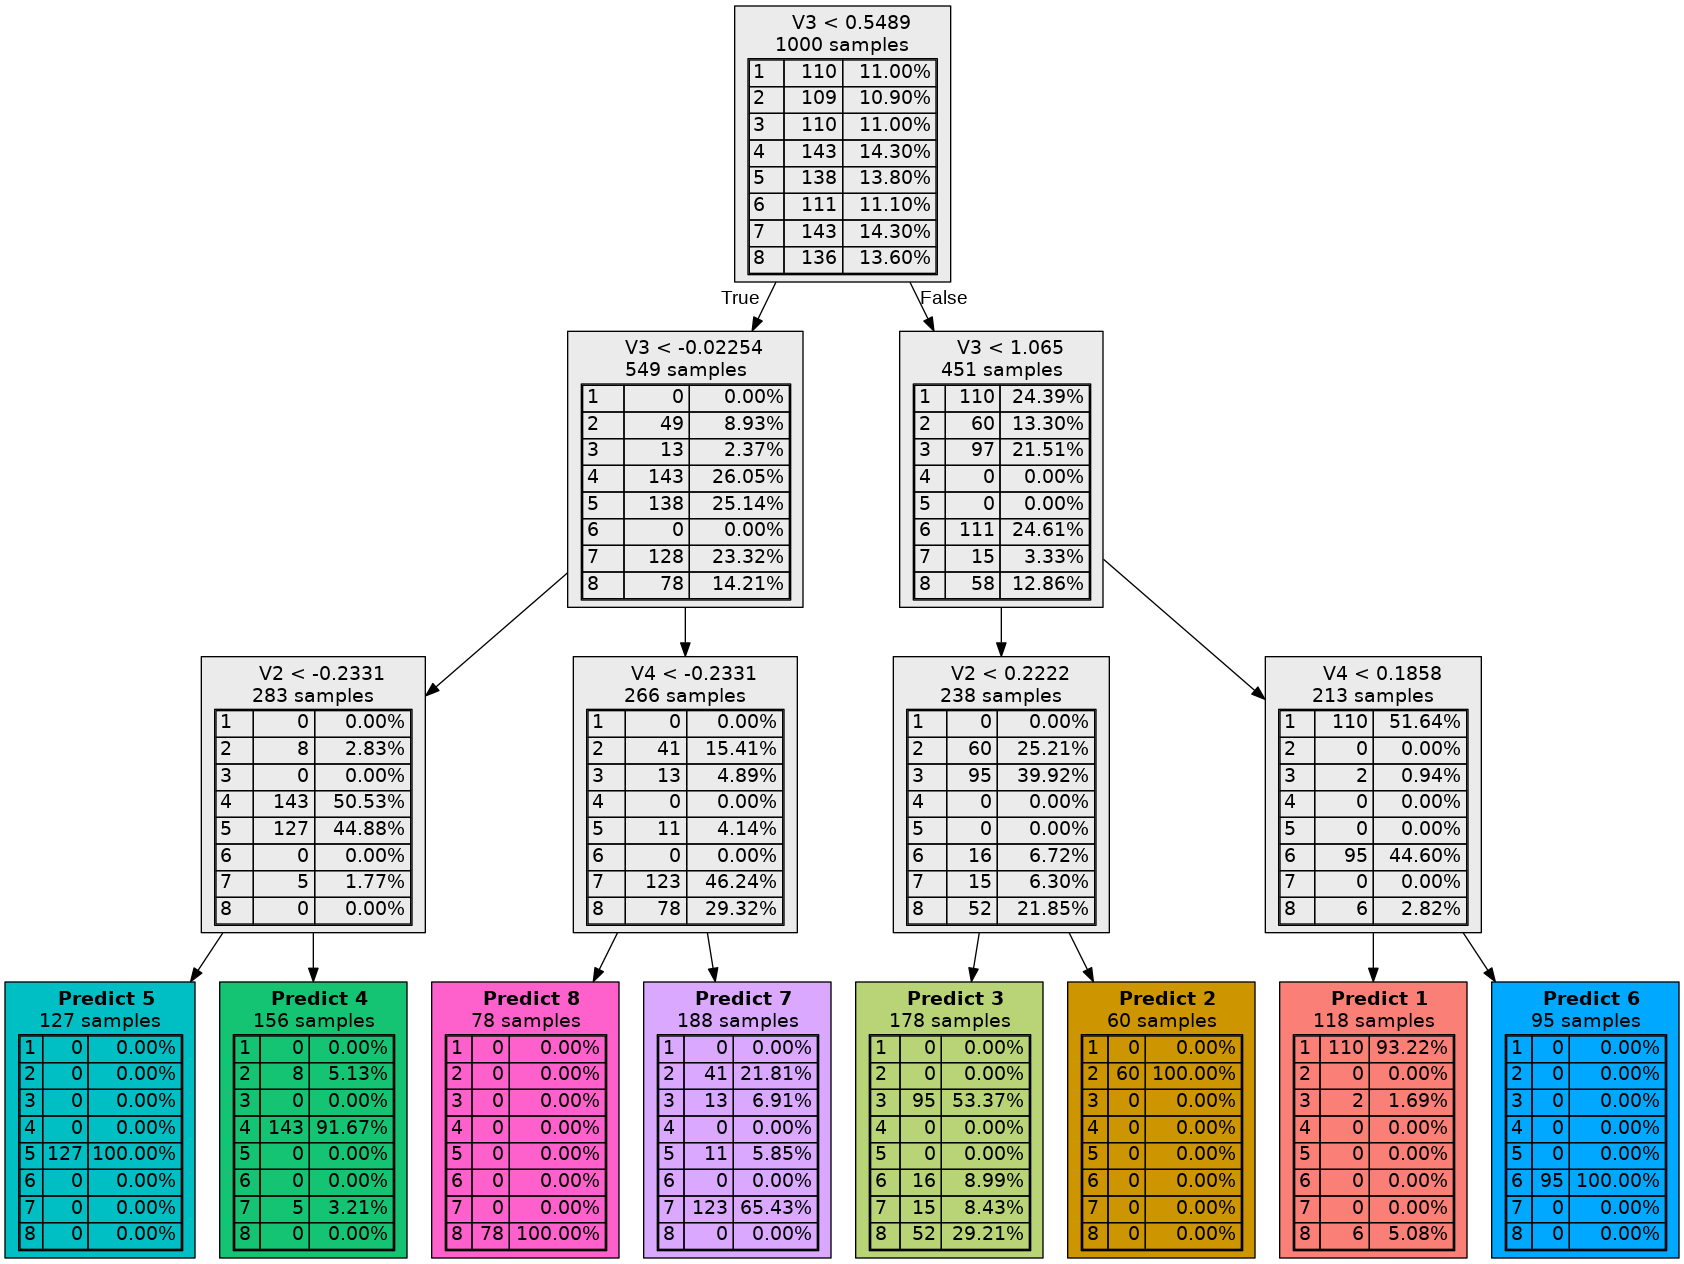 V3 < 0.5489
1000 samples
1 110 11.00%
2 109 10.90%
3 110 11.00%
4 143 14.30%
5 138 13.80%
6 111 11.10%
7 143 14.30%
8 136 13.60%
True
False
V3 < -0.02254
549 samples
1 0 0.00%
2 49 8.93%
3 13 2.37%
4 143 26.05%
5 138 25.14%
6 0 0.00%
7 128 23.32%
8 78 14.21%
V3 < 1.065
451 samples
1 110 24.39%
2 60 13.30%
3 97 21.51%
4 0 0.00%
5 0 0.00%
6 111 24.61%
7 15 3.33%
8 58 12.86%
V2 < -0.2331
283 samples
1 0 0.00%
2 8 2.83%
3 0 0.00%
4 143 50.53%
5 127 44.88%
6 0 0.00%
7 5 1.77%
8 0 0.00%
V4 < -0.2331
266 samples
1 0 0.00%
2 41 15.41%
3 13 4.89%
4 0 0.00%
5 11 4.14%
6 0 0.00%
7 123 46.24%
8 78 29.32%
V2 < 0.2222
238 samples
1 0 0.00%
2 60 25.21%
3 95 39.92%
4 0 0.00%
5 0 0.00%
6 16 6.72%
7 15 6.30%
8 52 21.85%
V4 < 0.1858
213 samples
1 110 51.64%
2 0 0.00%
3 2 0.94%
4 0 0.00%
5 0 0.00%
6 95 44.60%
7 0 0.00%
8 6 2.82%
Predict 5
127 samples
1 0 0.00%
2 0 0.00%
3 0 0.00%
4 0 0.00%
5 127 100.00%
6 0 0.00%
7 0 0.00%
8 0 0.00%
Predict 4
156 samples
1 0 0.00%
2 8 5.13%
3 0 0.00%
4 143 91.67%
5 0 0.00%
6 0 0.00%
7 5 3.21%
8 0 0.00%
Predict 8
78 samples
1 0 0.00%
2 0 0.00%
3 0 0.00%
4 0 0.00%
5 0 0.00%
6 0 0.00%
7 0 0.00%
8 78 100.00%
Predict 7
188 samples
1 0 0.00%
2 41 21.81%
3 13 6.91%
4 0 0.00%
5 11 5.85%
6 0 0.00%
7 123 65.43%
8 0 0.00%
Predict 3
178 samples
1 0 0.00%
2 0 0.00%
3 95 53.37%
4 0 0.00%
5 0 0.00%
6 16 8.99%
7 15 8.43%
8 52 29.21%
Predict 2
60 samples
1 0 0.00%
2 60 100.00%
3 0 0.00%
4 0 0.00%
5 0 0.00%
6 0 0.00%
7 0 0.00%
8 0 0.00%
Predict 1
118 samples
1 110 93.22%
2 0 0.00%
3 2 1.69%
4 0 0.00%
5 0 0.00%
6 0 0.00%
7 0 0.00%
8 6 5.08%
Predict 6
95 samples
1 0 0.00%
2 0 0.00%
3 0 0.00%
4 0 0.00%
5 0 0.00%
6 95 100.00%
7 0 0.00%
8 0 0.00%